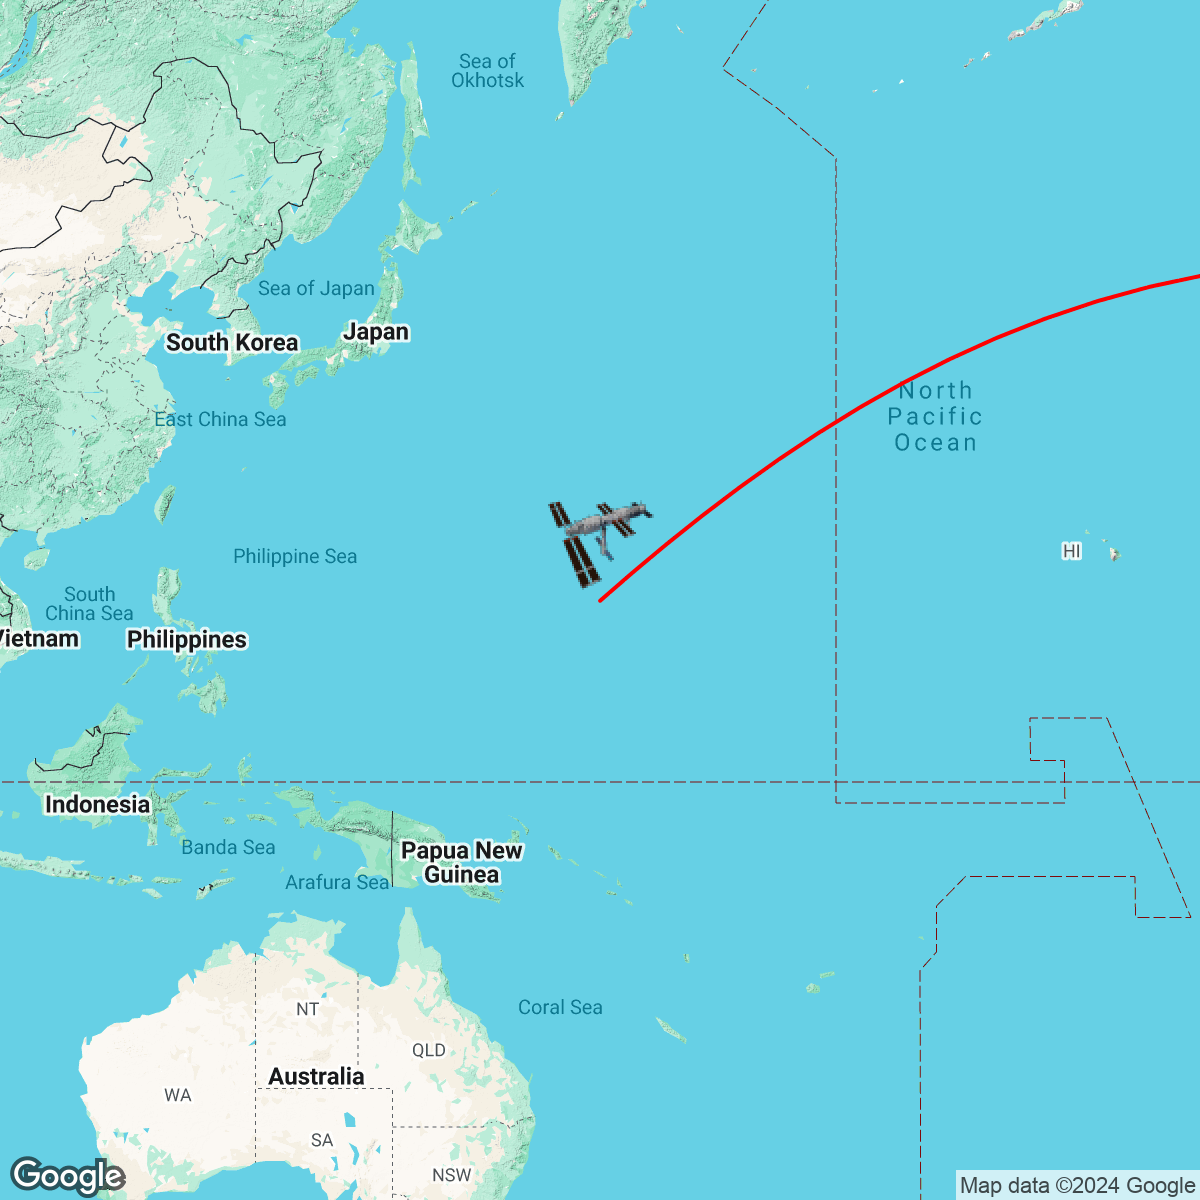 Sea of
Okhotsk
Sea of Japan
Japan
South Korea
East China Sea
North
Pacific
Ocean
Philippine Sea
HI
South
China Sea
Vietnam
Philippines
Indonesia
Banda Sea
Papua New
Guinea
Arafura Sea
Coral Sea
NT
QLD
Australia
WA
SA
NSW
Google
Map data ©2024 Google